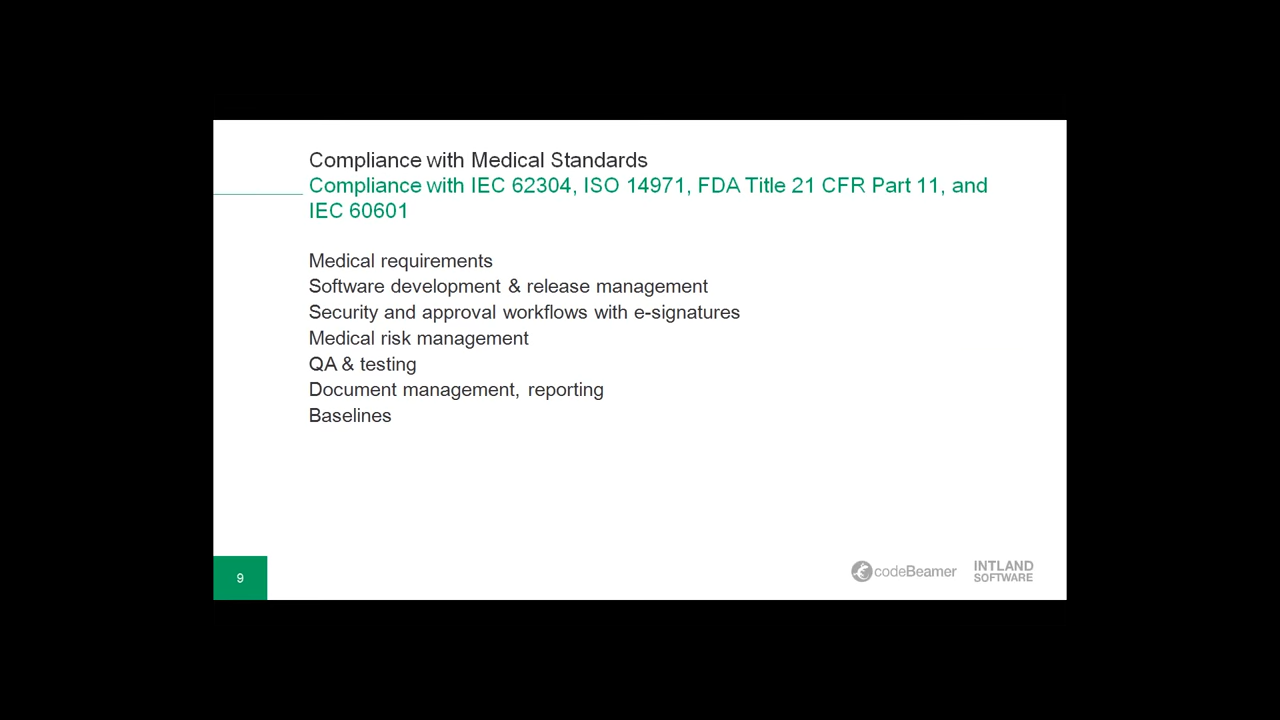 Compliance with Medical Standards
Compliance with IEC 62304, ISO 14971, FDA Title 21 CFR Part 11, and
IEC 60601
Medical requirements
Software development & release management
Security and approval workflows with e-signatures
Medical risk management
QA & testing
Document management, reporting
Baselines
9
codeBeamer
INTLAND
SOFTWARE